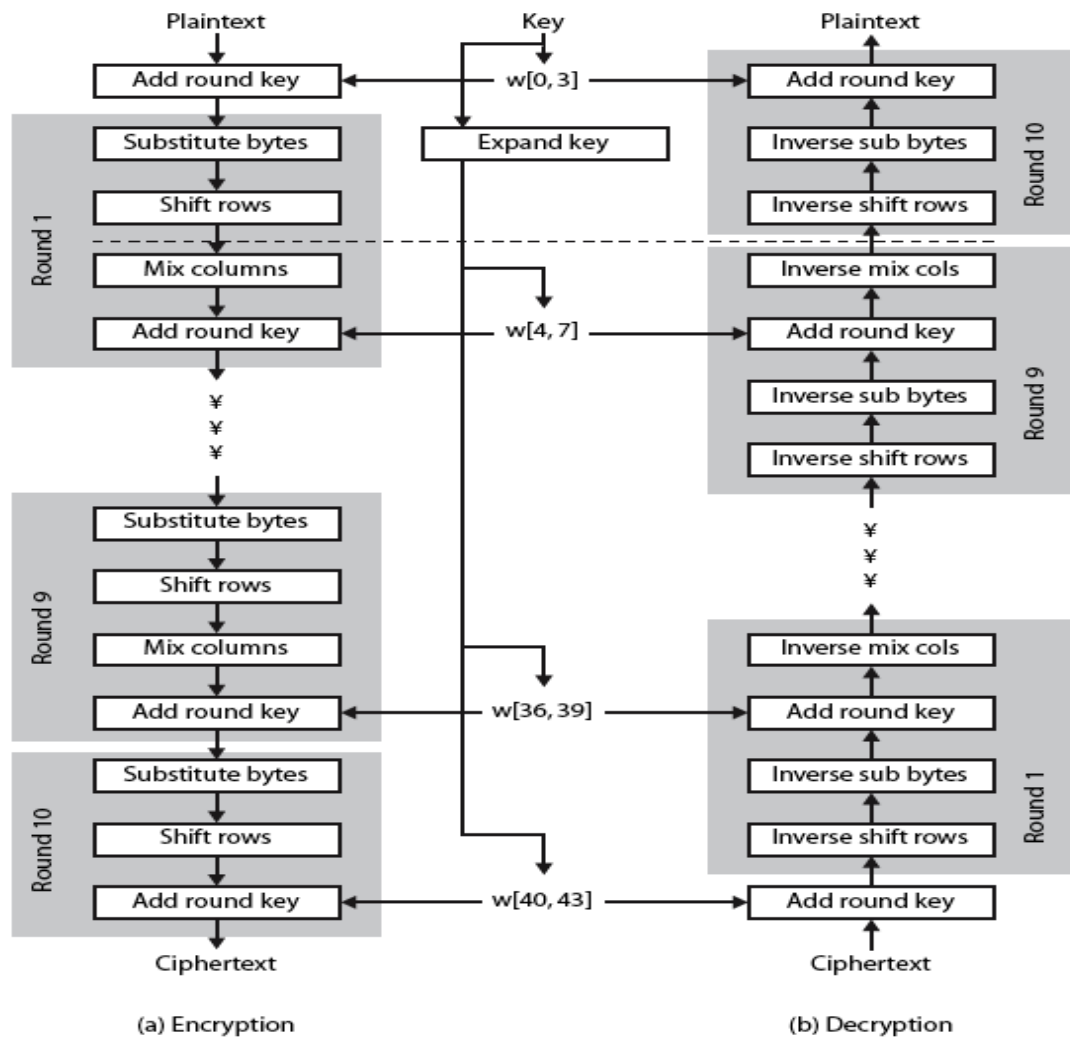 Plaintext
Add round key
Round 1
Substitute bytes
Shift rows
Mix columns
Add round key
¥
¥
¥
Round 9
Substitute bytes
Shift rows
Mix columns
Add round key
Round 10
Substitute bytes
Shift rows
Add round key
Ciphertext
(a) Encryption
Key
w[0, 3]
Expand key
w[4, 7]
w[36, 39]
w[40, 43]
Plaintext
Add round key
Inverse sub bytes
Inverse shift rows
Round 10
Inverse mix cols
Add round key
Inverse sub bytes
Inverse shift rows
Round 9
¥
¥
¥
Inverse mix cols
Add round key
Inverse sub bytes
Inverse shift rows
Round 1
Add round key
Ciphertext
(b) Decryption